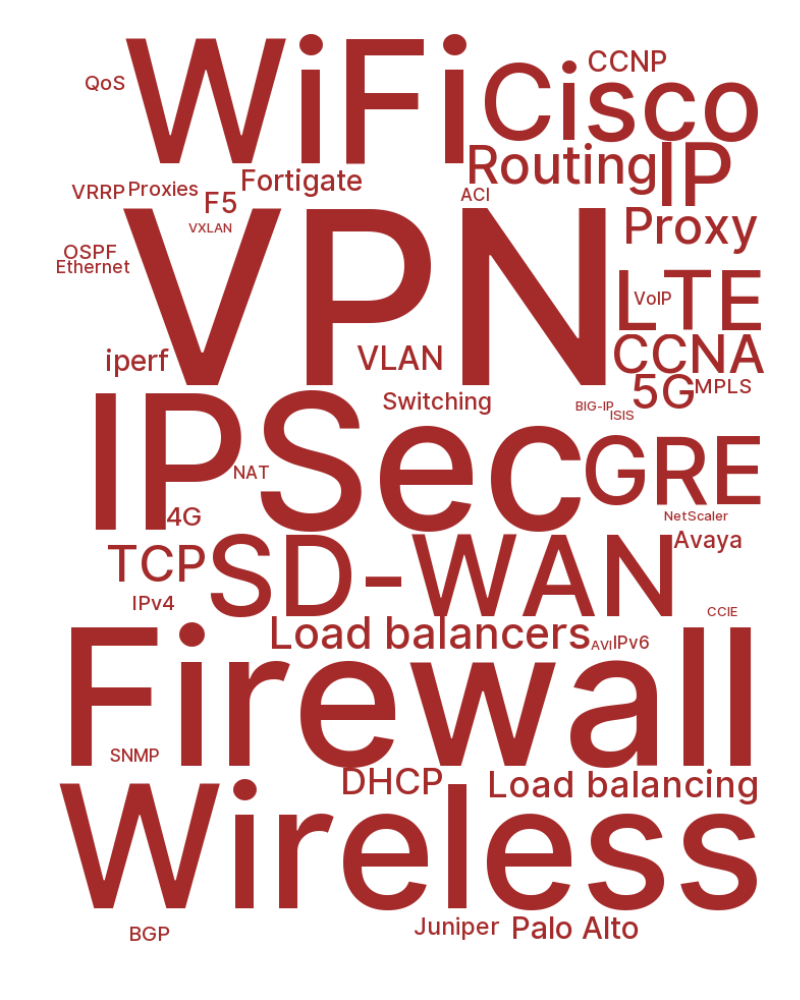 WiFi
Cisco
CCNP
QoS
Routing
IP
Fortigate
VRRP
Proxies
F5
ACI
VXLAN
Proxy
VPN
OSPF
Ethernet
LTE
VoIP
CCNA
iperf
VLAN
5G
MPLS
Switching
BIG-IP
ISIS
IPSec
GRE
NAT
4G
NetScaler
Avaya
TCP
SD-WAN
IPv4
CCIE
Load balancers
AVI
IPv6
Firewall
SNMP
DHCP
Load balancing
Wireless
Juniper
Palo Alto
BGP